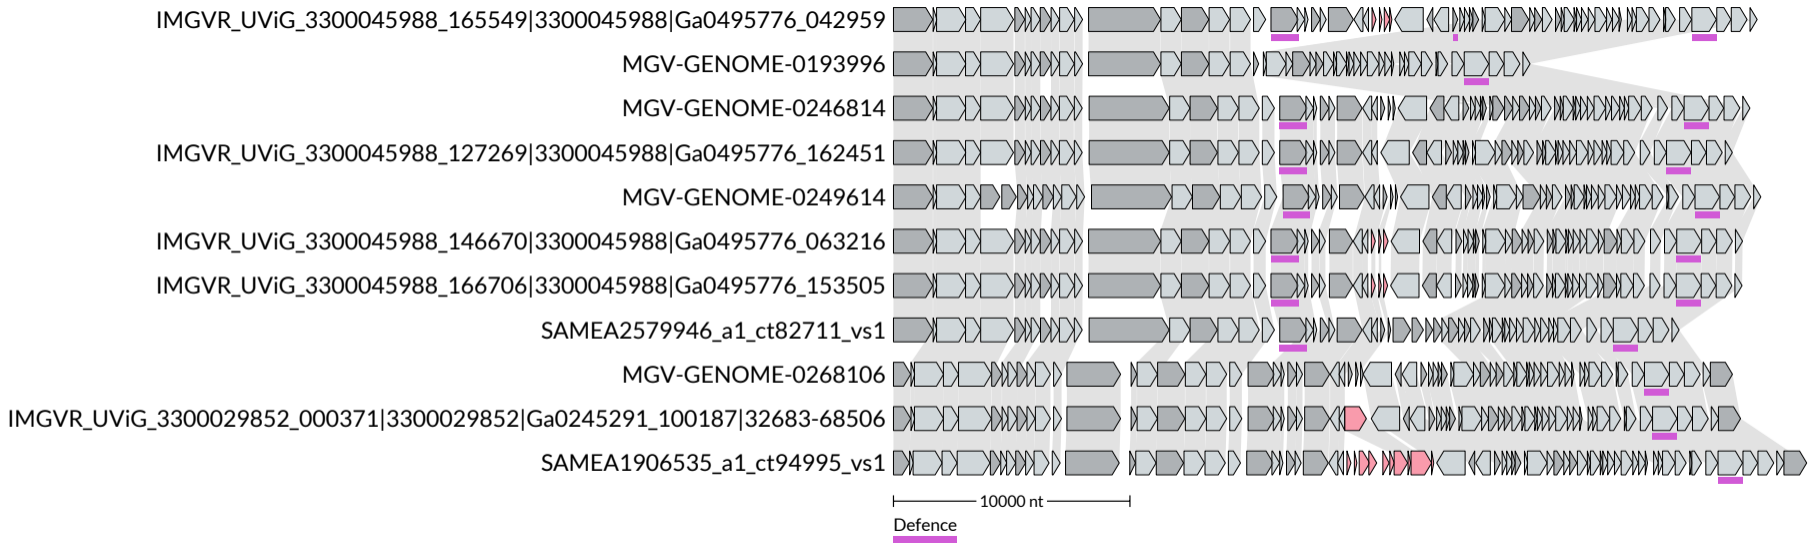 IMGVR_UViG_3300045988_165549|3300045988|Ga0495776_042959
MGV-GENOME-0193996
MGV-GENOME-0246814
IMGVR_UViG_3300045988_127269|3300045988|Ga0495776_162451
MGV-GENOME-0249614
IMGVR_UViG_3300045988_146670|3300045988|Ga0495776_063216
IMGVR_UViG_3300045988_166706|3300045988|Ga0495776_153505
SAMEA2579946_a1_ct82711_vs1
MGV-GENOME-0268106
IMGVR_UViG_3300029852_000371|3300029852|Ga0245291_100187|32683-68506
SAMEA1906535_a1_ct94995_vs1
10000 nt
Defence